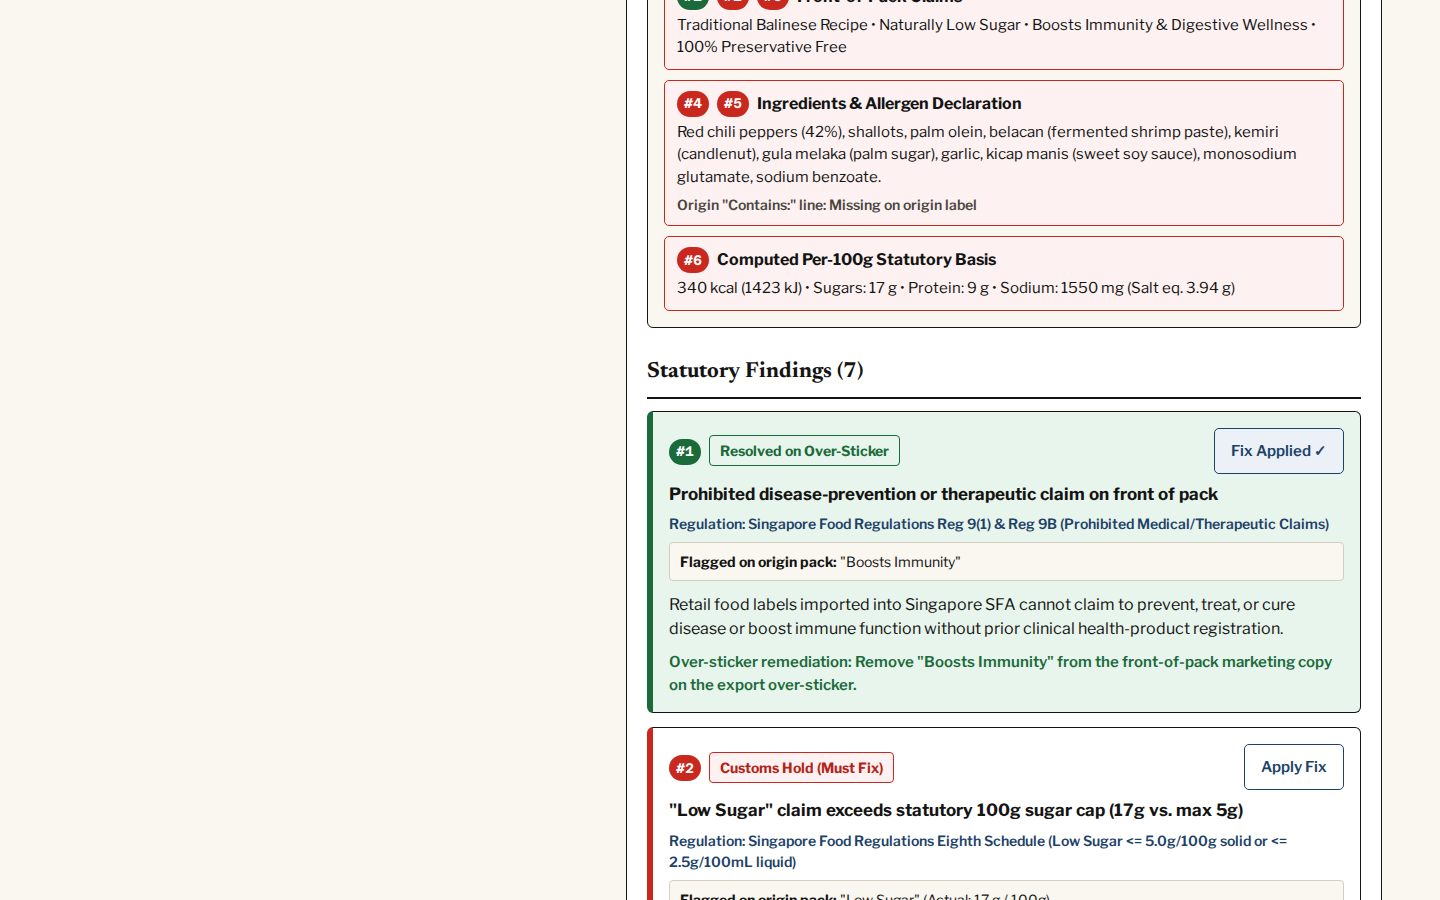 Traditional Balinese Recipe • Naturally Low Sugar • Boosts Immunity & Digestive Wellness •
100% Preservative Free
#4 #5 Ingredients & Allergen Declaration
Red chili peppers (42%), shallots, palm olein, belacan (fermented shrimp paste), kemiri
(candlenut), gula melaka (palm sugar), garlic, kicap manis (sweet soy sauce), monosodium
glutamate, sodium benzoate.
Origin "Contains:" line: Missing on origin label
#6 Computed Per-100g Statutory Basis
340 kcal (1423 kJ) • Sugars: 17 g • Protein: 9 g • Sodium: 1550 mg (Salt eq. 3.94 g)
Statutory Findings (7)
#1 Resolved on Over-Sticker Fix Applied ✓
Prohibited disease-prevention or therapeutic claim on front of pack
Regulation: Singapore Food Regulations Reg 9(1) & Reg 9B (Prohibited Medical/Therapeutic Claims)
Flagged on origin pack: "Boosts Immunity"
Retail food labels imported into Singapore SFA cannot claim to prevent, treat, or cure
disease or boost immune function without prior clinical health-product registration.
Over-sticker remediation: Remove "Boosts Immunity" from the front-of-pack marketing copy
on the export over-sticker.
#2 Customs Hold (Must Fix) Apply Fix
"Low Sugar" claim exceeds statutory 100g sugar cap (17g vs. max 5g)
Regulation: Singapore Food Regulations Eighth Schedule (Low Sugar <= 5.0g/100g solid or <=
2.5g/100mL liquid)
Flagged on origin pack: "Low Sugar" (Actual: 17 g / 100g)